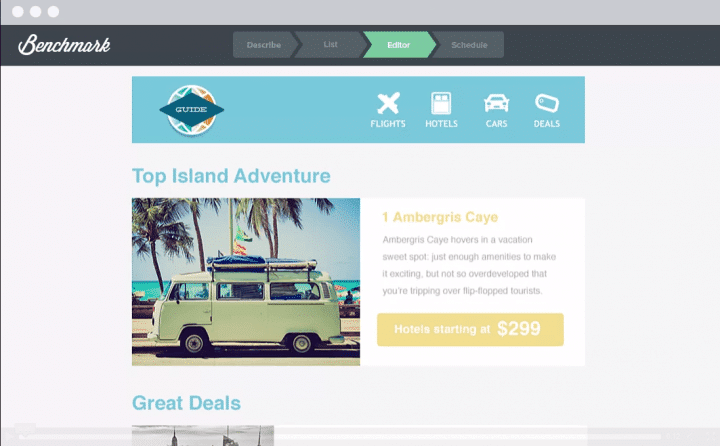 Benchmark
Describe
List
Editor
Schedule
GUIDE
FLIGHTS
HOTELS
CARS
DEALS
Top Island Adventure
1 Ambergris Caye
Ambergris Caye hovers in a vacation
sweet spot: just enough amenities to make
it exciting, but not so overdeveloped that
you're tripping over flip-flopped tourists.
Hotels starting at $299
Great Deals